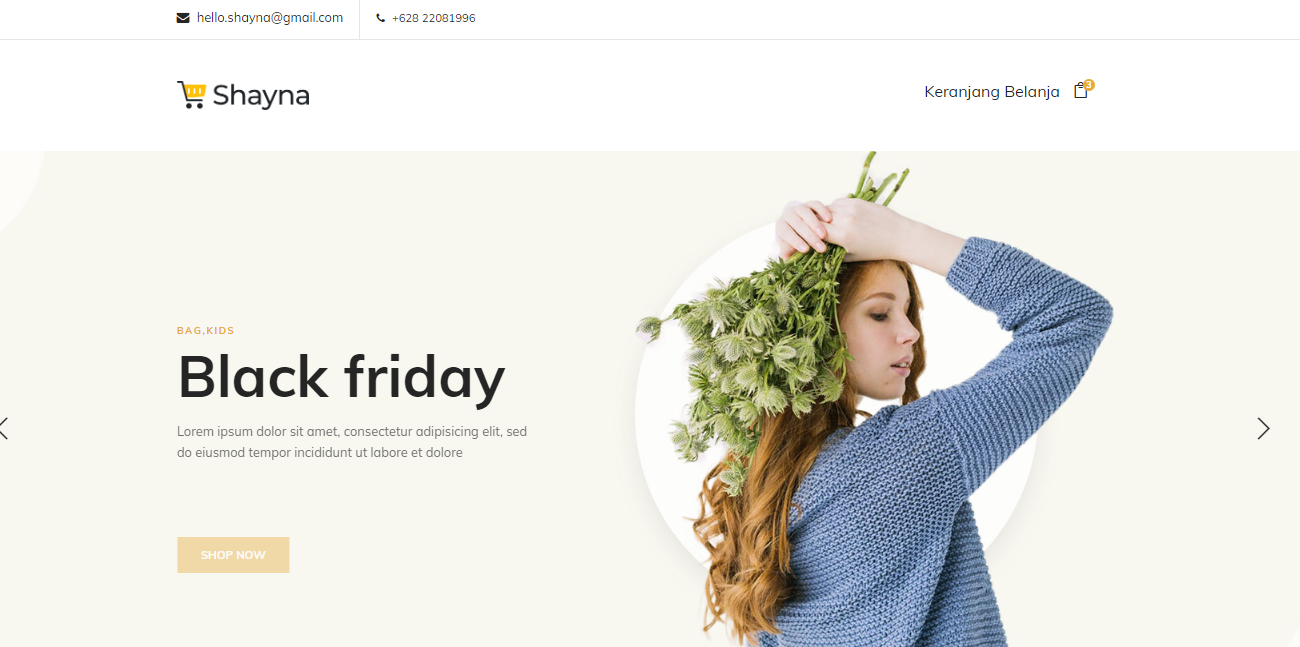 hello.shayna@gmail.com
+628 22081996
Shayna
Keranjang Belanja
3
BAG,KIDS
Black friday
Lorem ipsum dolor sit amet, consectetur adipisicing elit, sed
do eiusmod tempor incididunt ut labore et dolore
SHOP NOW